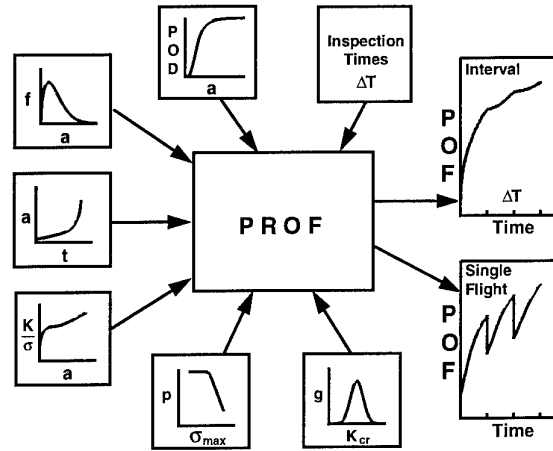 P
O
D
a
Inspection
Times
ΔT
Interval
P
O
F
ΔT
Time
f
a
a
t
PROF
K
σ
a
Single
Flight
P
O
F
Time
p
σmax
g
Kcr